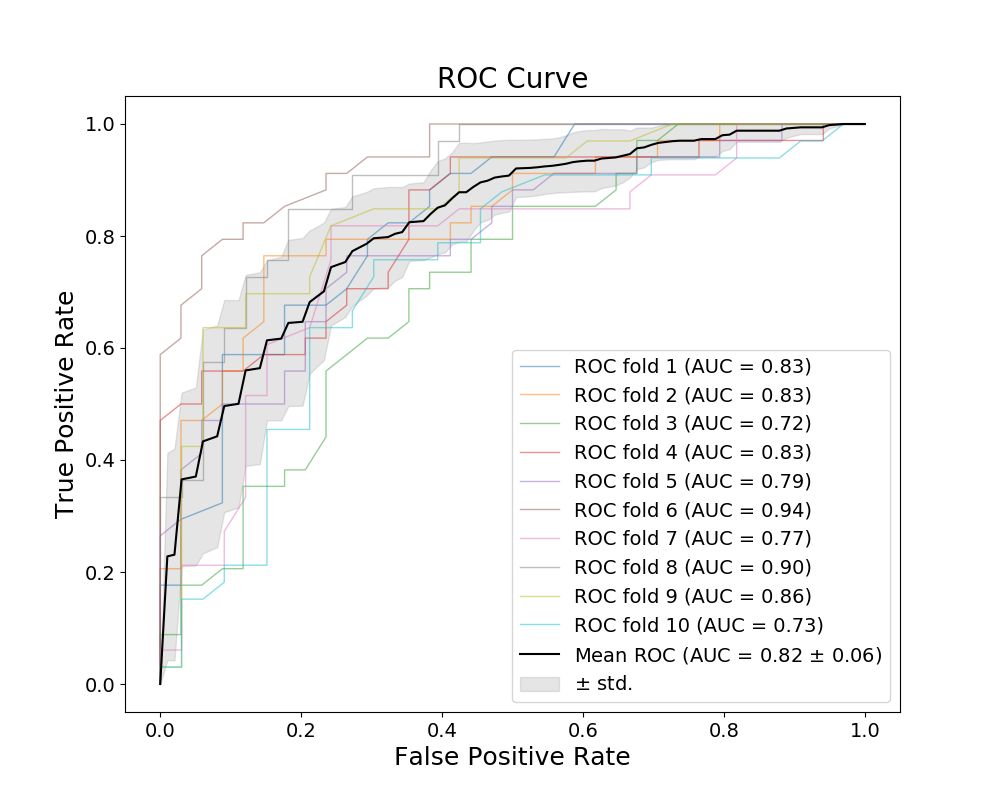 ROC Curve
1.0
0.8
0.6
0.4
0.2
0.0
True Positive Rate
ROC fold 1 (AUC = 0.83)
ROC fold 2 (AUC = 0.83)
ROC fold 3 (AUC = 0.72)
ROC fold 4 (AUC = 0.83)
ROC fold 5 (AUC = 0.79)
ROC fold 6 (AUC = 0.94)
ROC fold 7 (AUC = 0.77)
ROC fold 8 (AUC = 0.90)
ROC fold 9 (AUC = 0.86)
ROC fold 10 (AUC = 0.73)
Mean ROC (AUC = 0.82 ± 0.06)
± std.
0.0 0.2 0.4 0.6 0.8 1.0
False Positive Rate